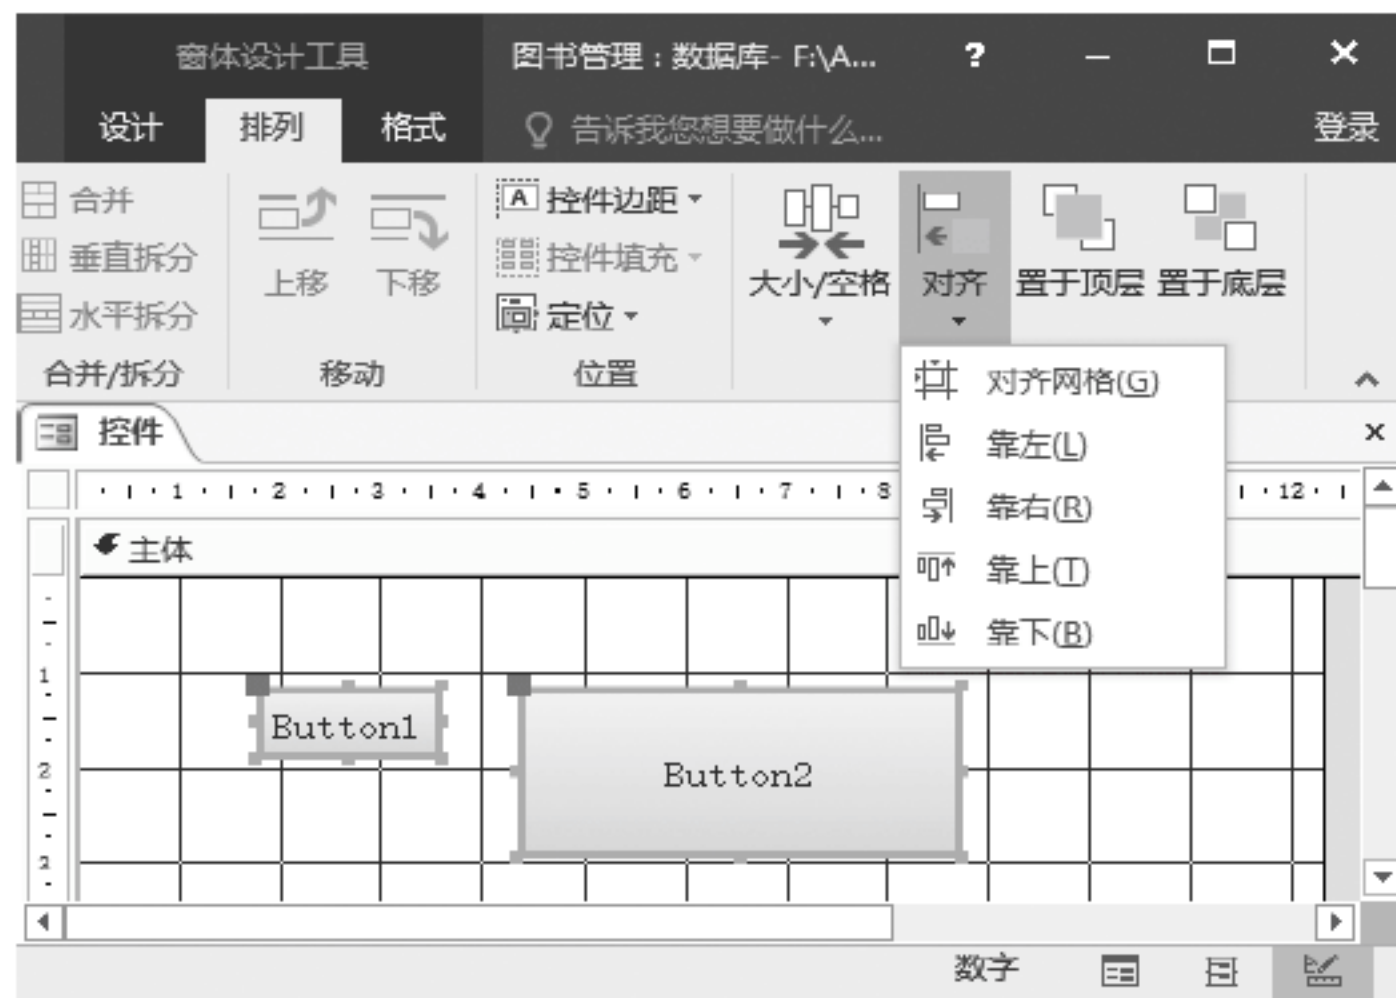 窗体设计工具 图书管理：数据库- F:\A... ?
设计 排列 格式 告诉我您想要做什么... 登录
合并
垂直拆分
水平拆分
合并/拆分
上移 下移
移动
A 控件边距
控件填充
定位
位置
大小/空格 对齐 置于顶层 置于底层
对齐网格(G)
靠左(L)
靠右(R)
靠上(T)
靠下(B)
控件
1 2 3 4 5 6 7 8 12
主体
1
2
Button1
Button2
数字